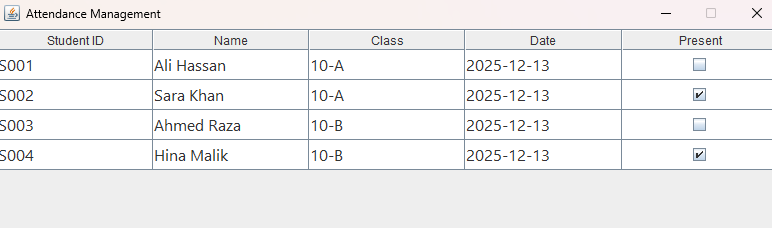 Attendance Management
Student ID Name Class Date Present
S001 Ali Hassan 10-A 2025-12-13
S002 Sara Khan 10-A 2025-12-13
S003 Ahmed Raza 10-B 2025-12-13
S004 Hina Malik 10-B 2025-12-13